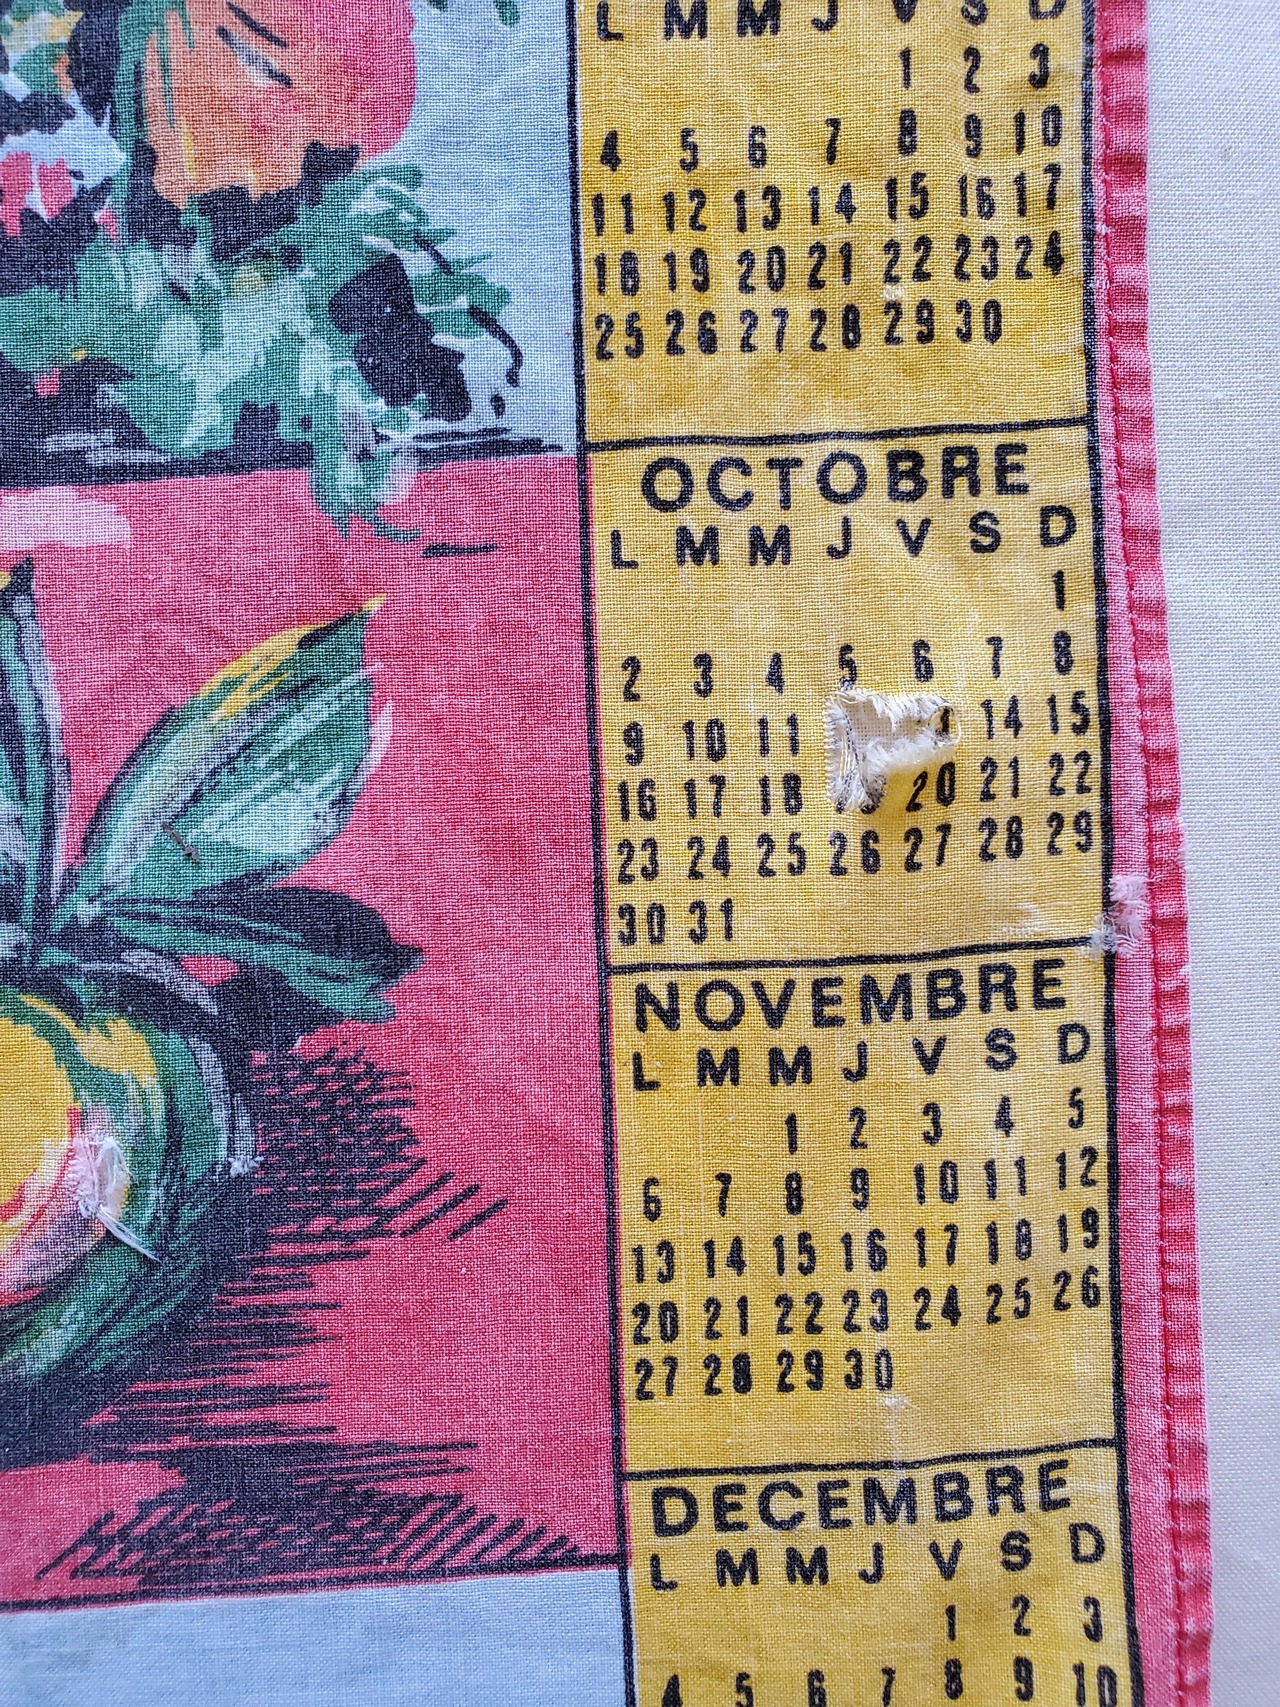 L M M J V S D
1 2 3
4 5 6 7 8 9 10
11 12 13 14 15 16 17
18 19 20 21 22 23 24
25 26 27 28 29 30
OCTOBRE
L M M J V S D
1
2 3 4 5 6 7 8
9 10 11 14 15
16 17 18 20 21 22
23 24 25 26 27 28 29
30 31
NOVEMBRE
L M M J V S D
1 2 3 4 5
6 7 8 9 10 11 12
13 14 15 16 17 18 19
20 21 22 23 24 25 26
27 28 29 30
DECEMBRE
L M M J V S D
1 2 3
4 5 6 7 8 9 10